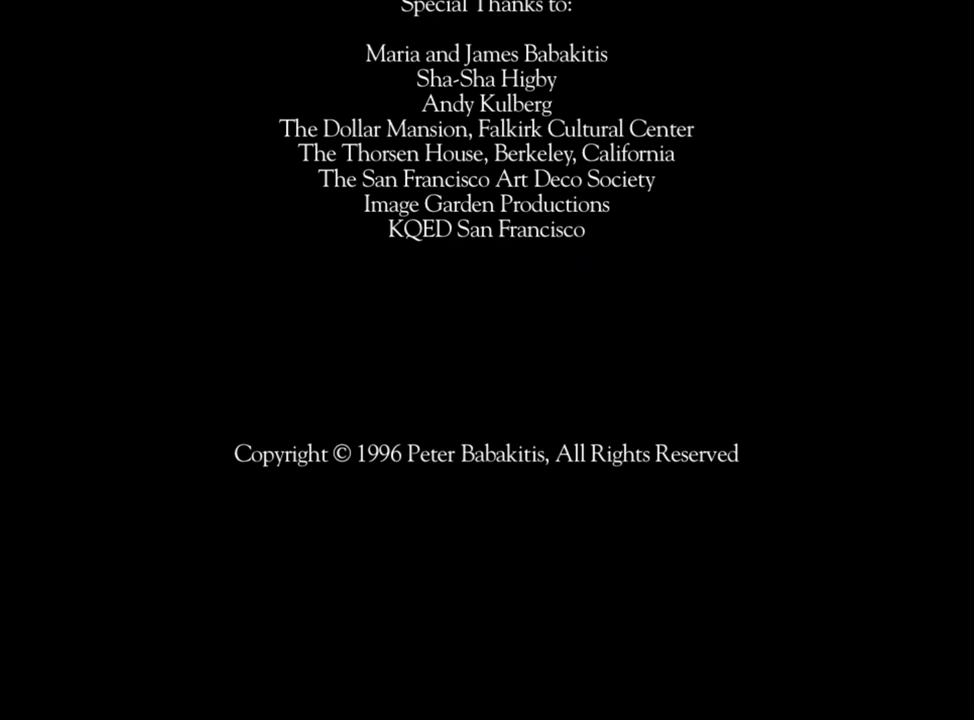 Special Thanks to:
Maria and James Babakitis
Sha-Sha Higby
Andy Kulberg
The Dollar Mansion, Falkirk Cultural Center
The Thorsen House, Berkeley, California
The San Francisco Art Deco Society
Image Garden Productions
KQED San Francisco
Copyright © 1996 Peter Babakitis, All Rights Reserved